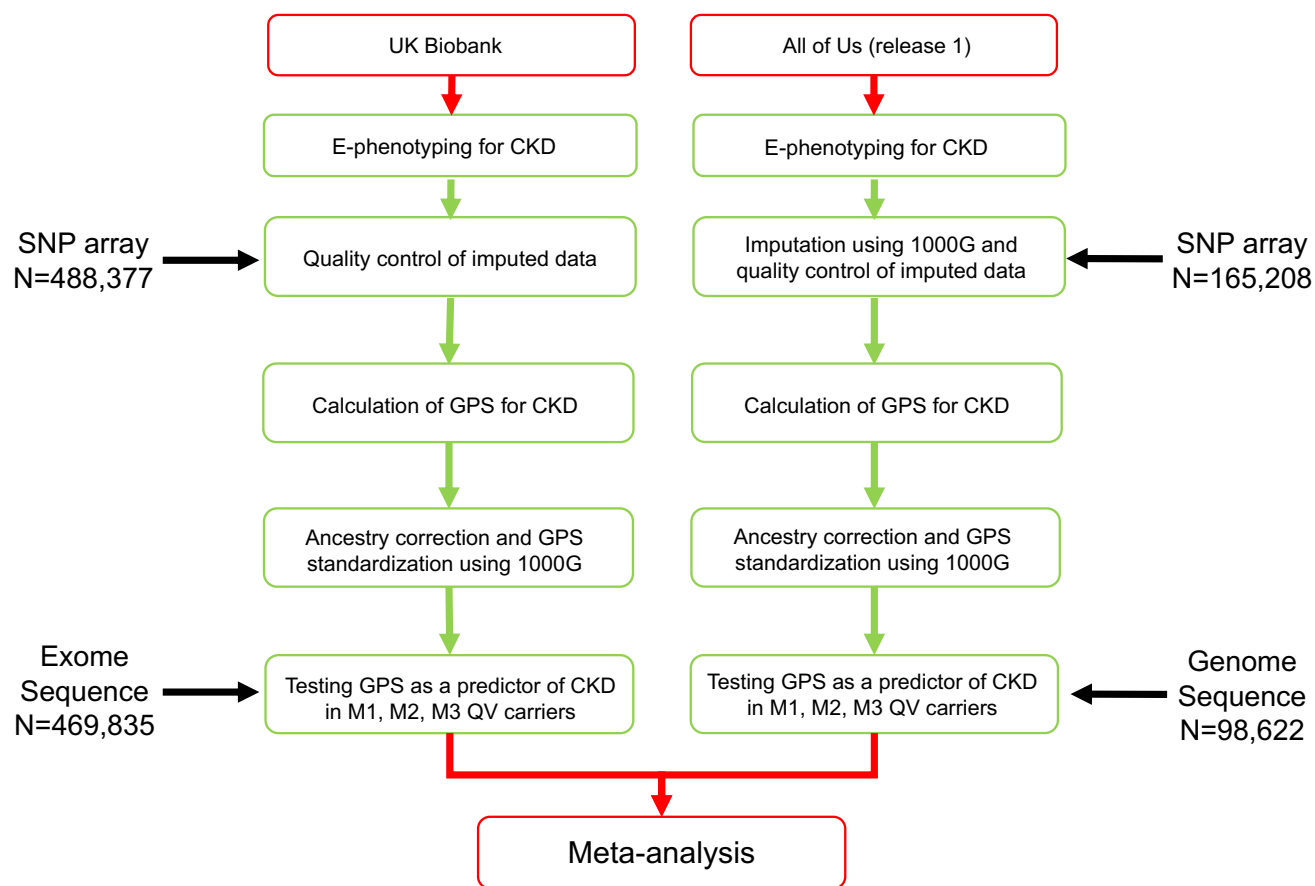 UK Biobank
All of Us (release 1)
E-phenotyping for CKD
E-phenotyping for CKD
SNP array
N=488,377
Quality control of imputed data
Imputation using 1000G and
quality control of imputed data
SNP array
N=165,208
Calculation of GPS for CKD
Calculation of GPS for CKD
Ancestry correction and GPS
standardization using 1000G
Ancestry correction and GPS
standardization using 1000G
Exome
Sequence
N=469,835
Testing GPS as a predictor of CKD
in M1, M2, M3 QV carriers
Testing GPS as a predictor of CKD
in M1, M2, M3 QV carriers
Genome
Sequence
N=98,622
Meta-analysis